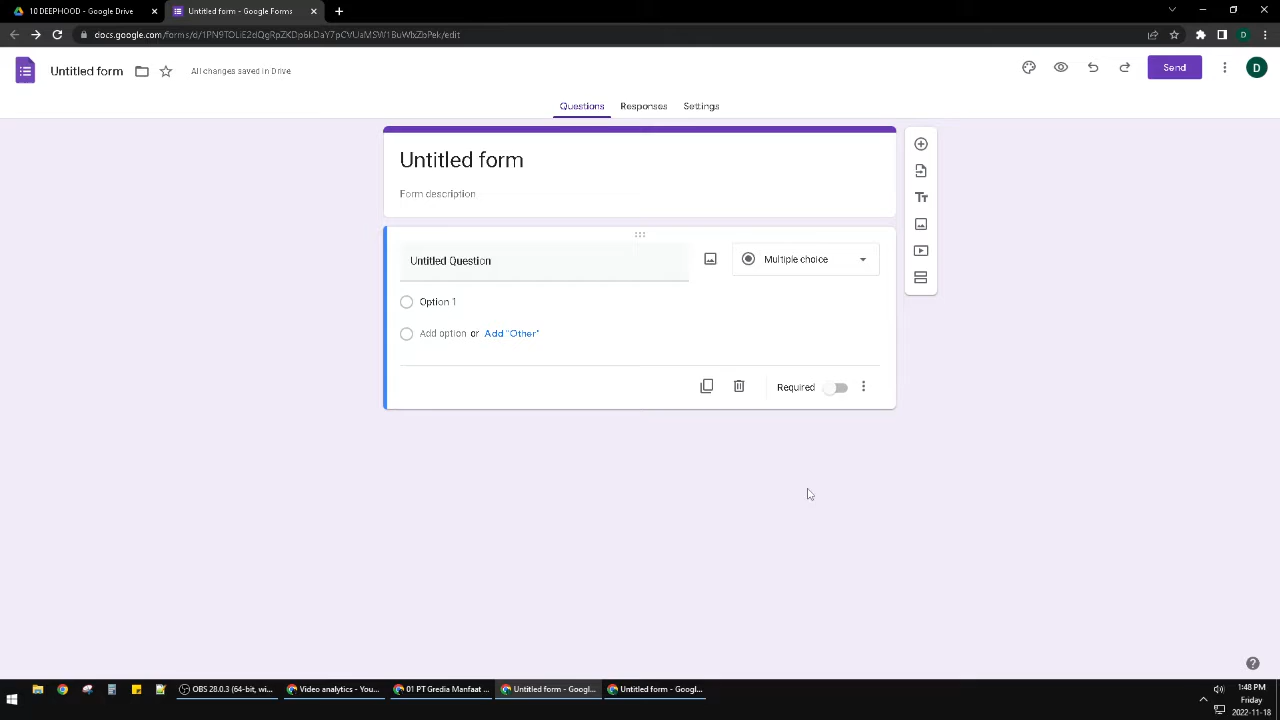 10 DEEPHOOD - Google Drive
Untitled form - Google Forms
Untitled form
All changes saved in Drive
Send
D
Questions
Responses
Settings
Untitled form
Form description
Untitled Question
Multiple choice
Option 1
Add option or Add "Other"
Required
OBS 28.0.3 (64-bit, wi...
Video analytics - You...
01 PT Gredia Manfaat ...
Untitled form - Googl...
Untitled form - Googl...
1:48 PM
Friday
2022-11-18